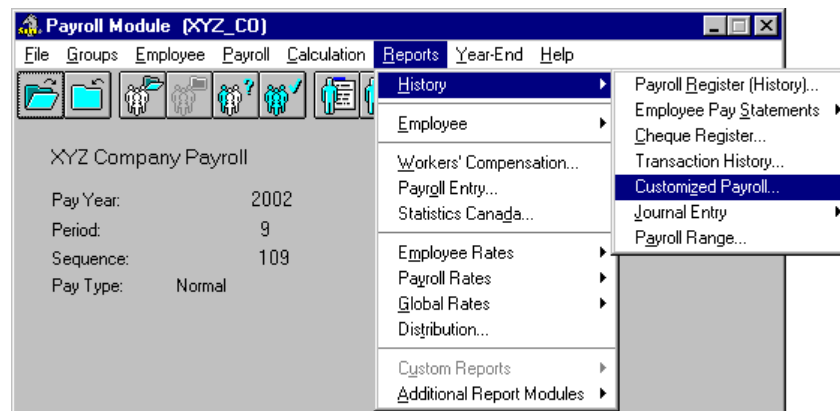 Payroll Module (XYZ_CO)
File Groups Employee Payroll Calculation Reports Year-End Help
XYZ Company Payroll
Pay Year: 2002
Period: 9
Sequence: 109
Pay Type: Normal
History
Employee
Workers' Compensation...
Payroll Entry...
Statistics Canada...
Employee Rates
Payroll Rates
Global Rates
Distribution...
Custom Reports
Additional Report Modules
Payroll Register (History)...
Employee Pay Statements
Cheque Register...
Transaction History...
Customized Payroll...
Journal Entry
Payroll Range...